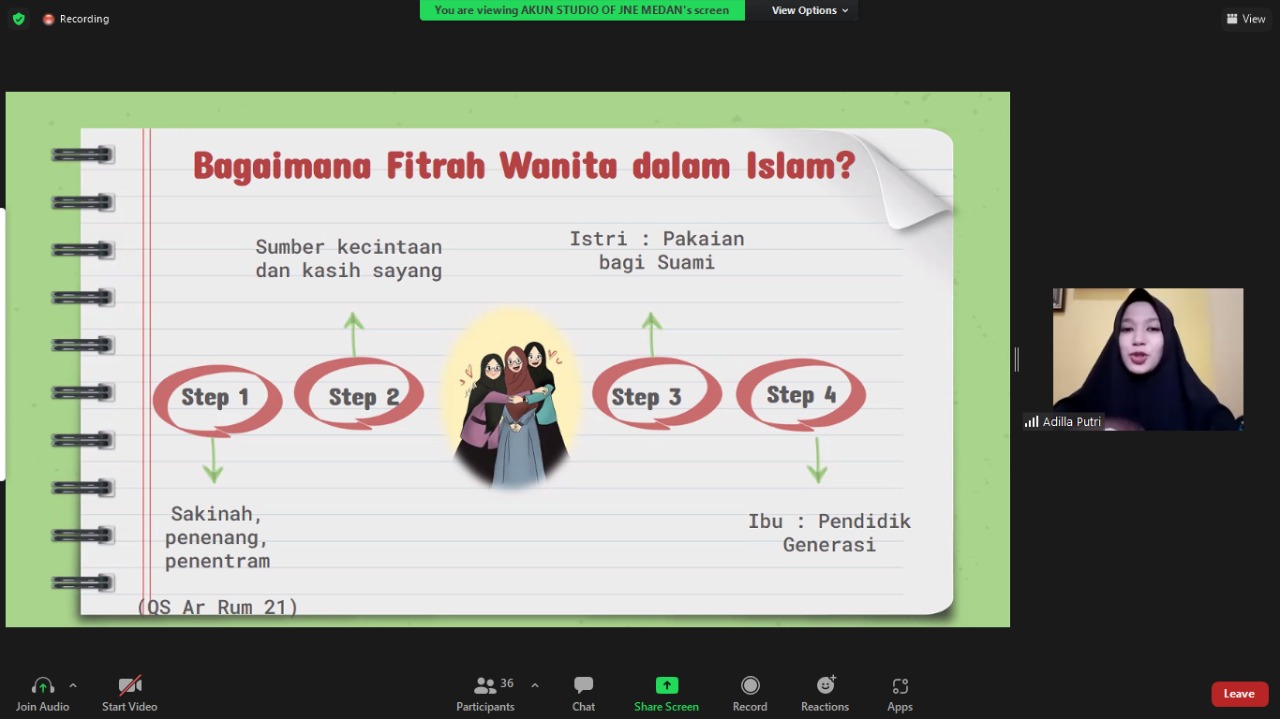 Recording
You are viewing AKUN STUDIO OF JNE MEDAN's screen
View Options
View
Bagaimana Fitrah Wanita dalam Islam?
Sumber kecintaan
dan kasih sayang
Istri : Pakaian
bagi Suami
Step 1
Step 2
Step 3
Step 4
Sakinah,
penenang,
penentram
(QS Ar Rum 21)
Ibu : Pendidik
Generasi
Adilla Putri
Join Audio
Start Video
36
Participants
Chat
Share Screen
Record
Reactions
Apps
Leave